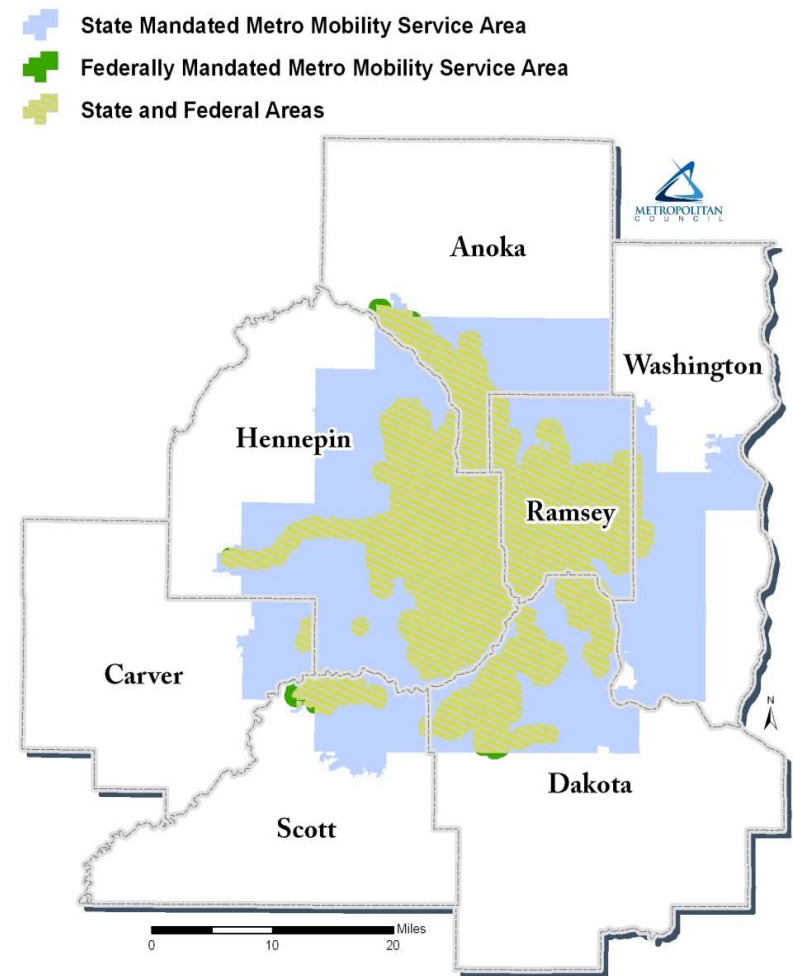 State Mandated Metro Mobility Service Area
Federally Mandated Metro Mobility Service Area
State and Federal Areas
METROPOLITAN
COUNCIL
Anoka
Washington
Hennepin
Ramsey
Carver
N
Dakota
Scott
Miles
0 10 20